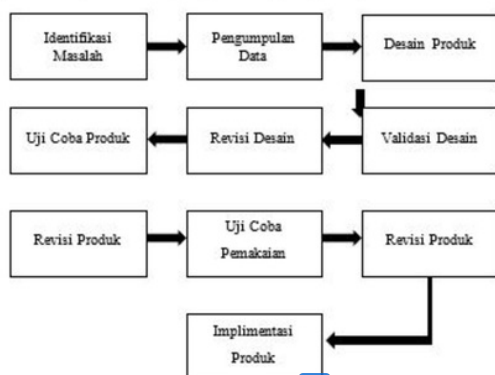 Identifikasi
Masalah
Pengumpulan
Data
Desain Produk
Uji Coba Produk
Revisi Desain
Validasi Desain
Revisi Produk
Uji Coba
Pemakaian
Revisi Produk
Implimentasi
Produk